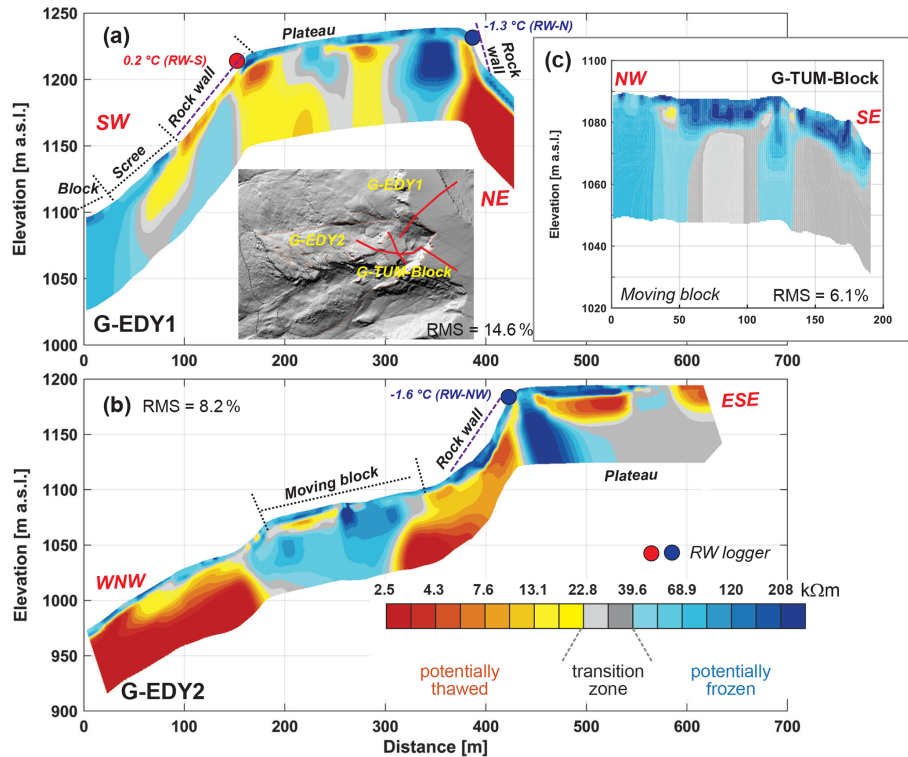 1250
1200
1150
1100
1050
1000
Elevation [m a.s.l.]
(a)
0.2 °C (RW-S)
Plateau
-1.3 °C (RW-N)
Rock wall
Rock wall
SW
Scree
Block
NE
G-EDY1
G-EDY1
G-EDY2
G-TUM-Block
RMS = 14.6 %
0 100 200 300 400 500 600 700
(c)
G-TUM-Block
NW
SE
1100
1080
1060
1040
1020
Elevation [m a.s.l.]
Moving block
RMS = 6.1%
0 50 100 150 200
1200
1150
1100
1050
1000
950
900
Elevation [m a.s.l.]
(b) RMS = 8.2 %
-1.6 °C (RW-NW)
ESE
Rock wall
Moving block
Plateau
WNW
G-EDY2
RW logger
2.5 4.3 7.6 13.1 22.8 39.6 68.9 120 208 kΩm
potentially
thawed
transition
zone
potentially
frozen
0 100 200 300 400 500 600 700
Distance [m]